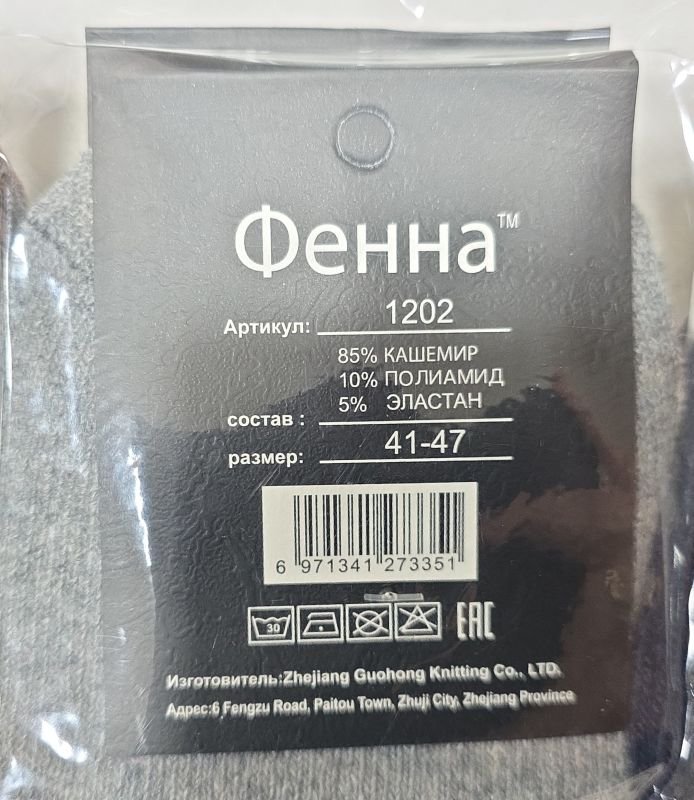 Фенна™
Артикул: 1202
85% КАШЕМИР
10% ПОЛИАМИД
5% ЭЛАСТАН
состав :
размер: 41-47
6 971341 273351
30
EAC
Изготовитель:Zhejiang Guohong Knitting Co., LTD.
Адрес:6 Fengzu Road, Paitou Town, Zhuji City, Zhejiang Province